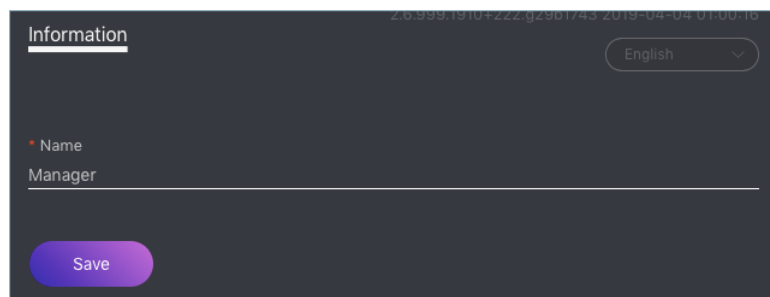 2.6.999.1910+222.g29b1743 2019-04-04 01:00:16
Information
English
* Name
Manager
Save